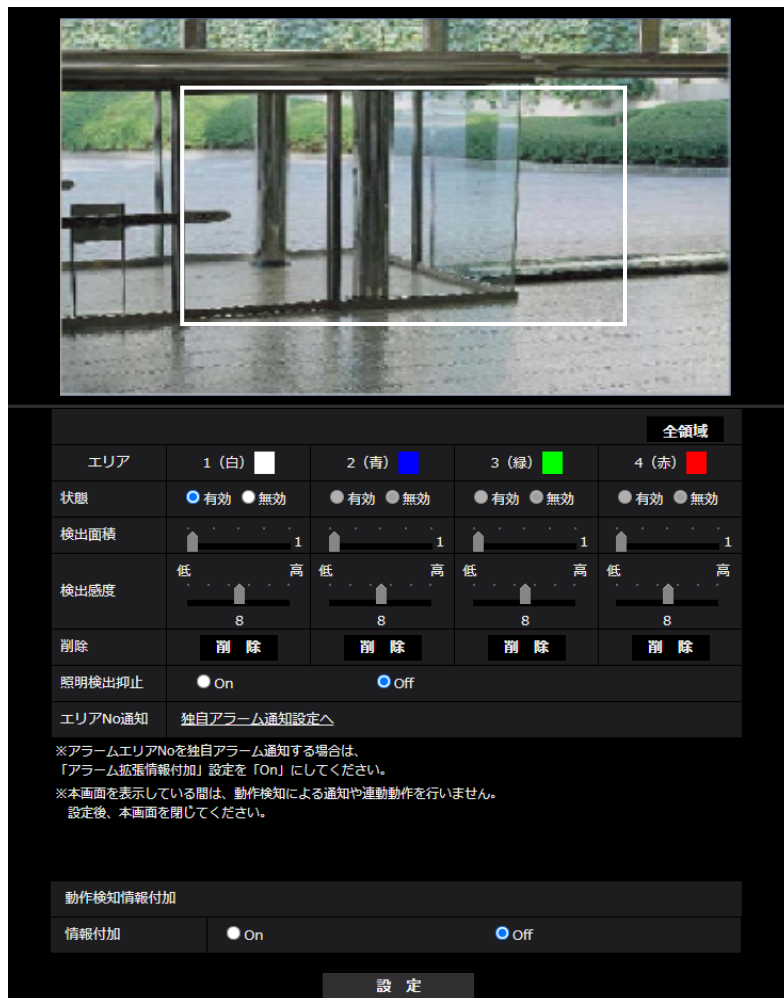 全領域
エリア 1（白） 2（青） 3（緑） 4（赤）
状態 有効 無効 有効 無効 有効 無効 有効 無効
検出面積 1 1 1 1
検出感度 低 高 低 高 低 高 低 高
8 8 8 8
削除 削 除 削 除 削 除 削 除
照明検出抑止 On Off
エリアNo通知 独自アラーム通知設定へ
※アラームエリアNoを独自アラーム通知する場合は、
「アラーム拡張情報付加」設定を「On」にしてください。
※本画面を表示している間は、動作検知による通知や連動動作を行いません。
設定後、本画面を閉じてください。
動作検知情報付加
情報付加 On Off
設 定